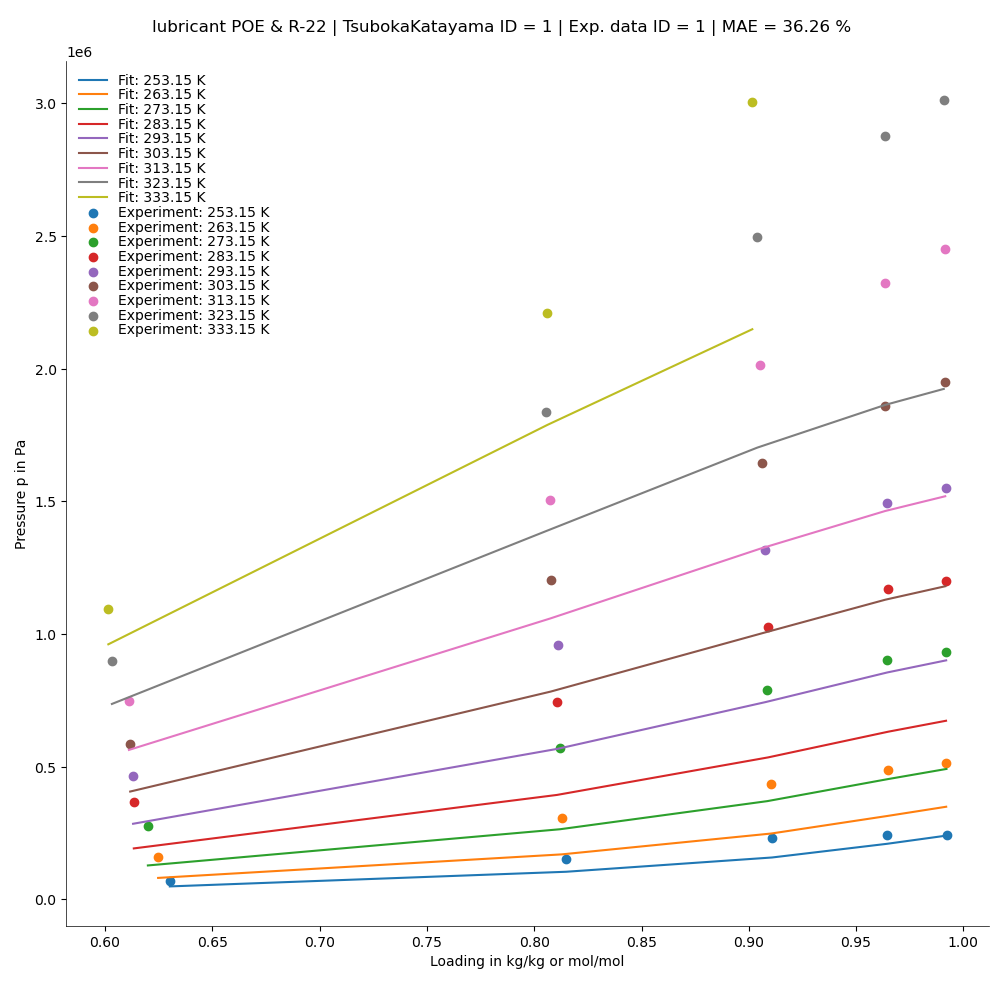 lubricant POE & R-22 | TsubokaKatayama ID = 1 | Exp. data ID = 1 | MAE = 36.26 %
1e6
Fit: 253.15 K
Fit: 263.15 K
Fit: 273.15 K
Fit: 283.15 K
Fit: 293.15 K
Fit: 303.15 K
Fit: 313.15 K
Fit: 323.15 K
Fit: 333.15 K
Experiment: 253.15 K
Experiment: 263.15 K
Experiment: 273.15 K
Experiment: 283.15 K
Experiment: 293.15 K
Experiment: 303.15 K
Experiment: 313.15 K
Experiment: 323.15 K
Experiment: 333.15 K
3.0
2.5
2.0
1.5
1.0
0.5
0.0
Pressure p in Pa
0.60 0.65 0.70 0.75 0.80 0.85 0.90 0.95 1.00
Loading in kg/kg or mol/mol